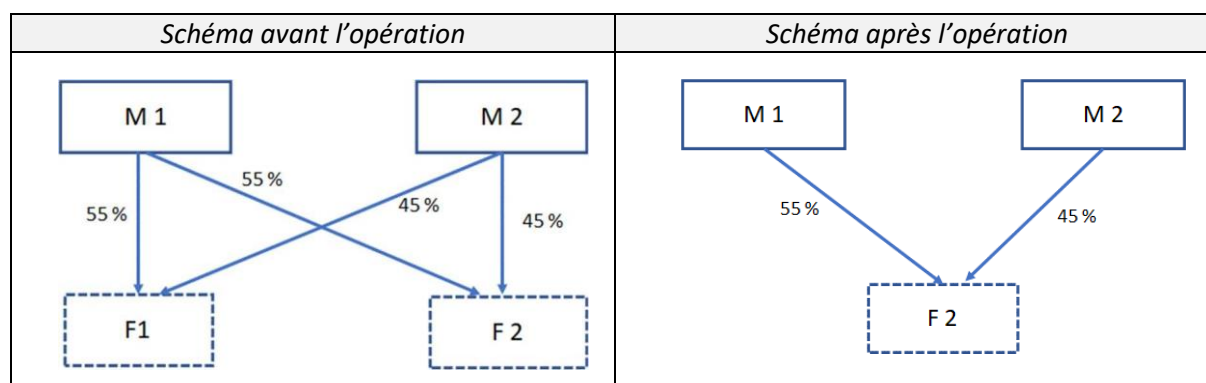 Schéma avant l’opération
Schéma après l’opération
M 1
M 2
55 %
55 %
45 %
45 %
F1
F 2
M 1
M 2
55 %
45 %
F 2